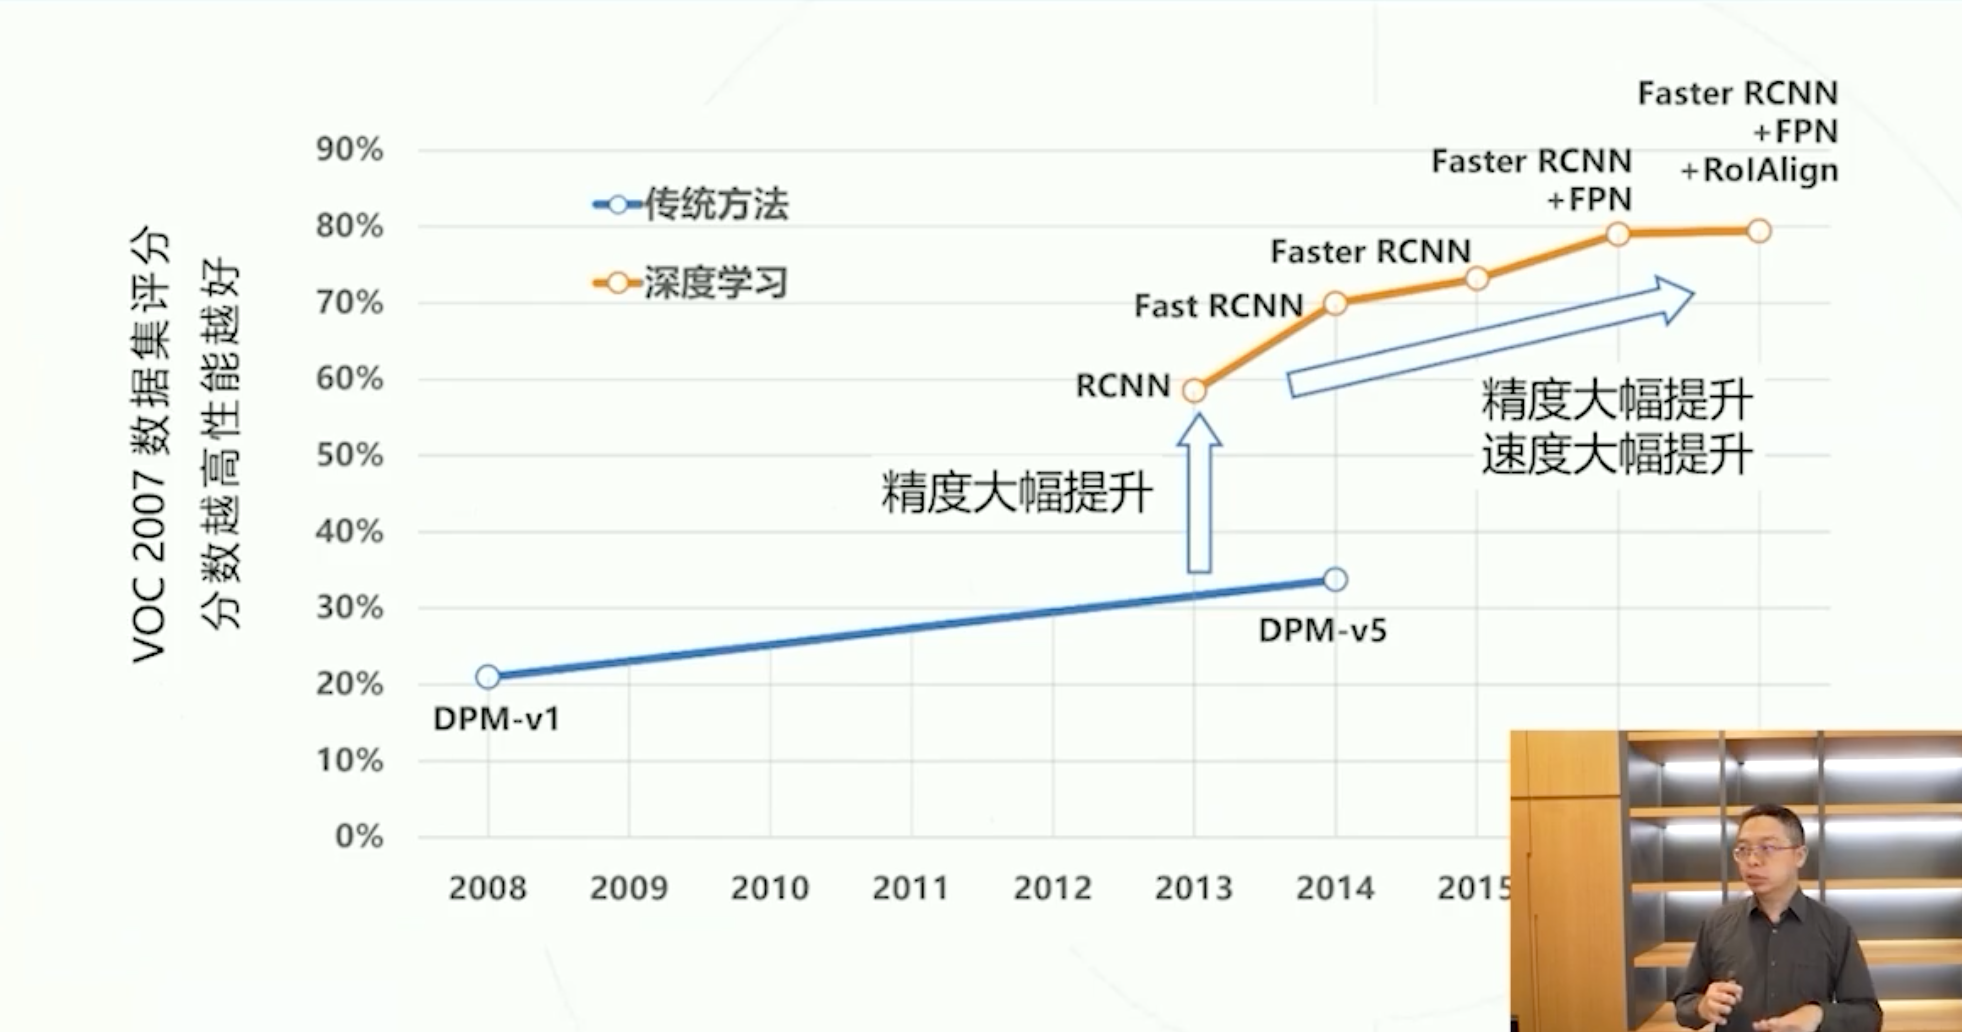 VOC 2007 数据集评分
分数越高性能越好
90%
80%
70%
60%
50%
40%
30%
20%
10%
0%
传统方法
深度学习
Faster RCNN
+FPN
+RoIAlign
Faster RCNN
+FPN
Faster RCNN
Fast RCNN
RCNN
精度大幅提升
速度大幅提升
精度大幅提升
DPM-v5
DPM-v1
2008 2009 2010 2011 2012 2013 2014 2015